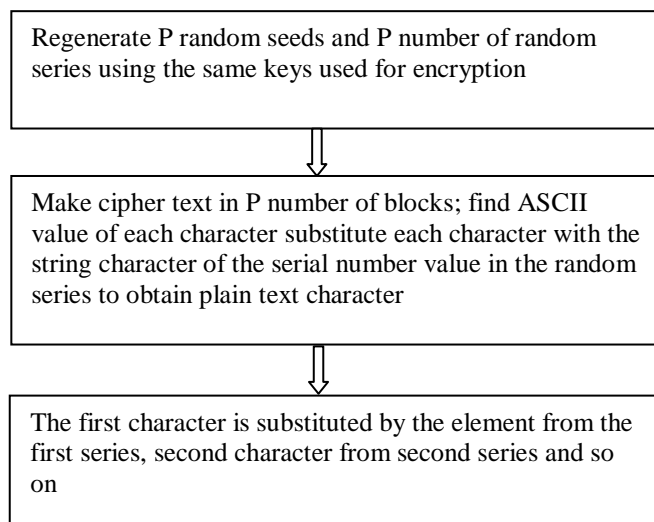 Regenerate P random seeds and P number of random
series using the same keys used for encryption
Make cipher text in P number of blocks; find ASCII
value of each character substitute each character with the
string character of the serial number value in the random
series to obtain plain text character
The first character is substituted by the element from the
first series, second character from second series and so
on